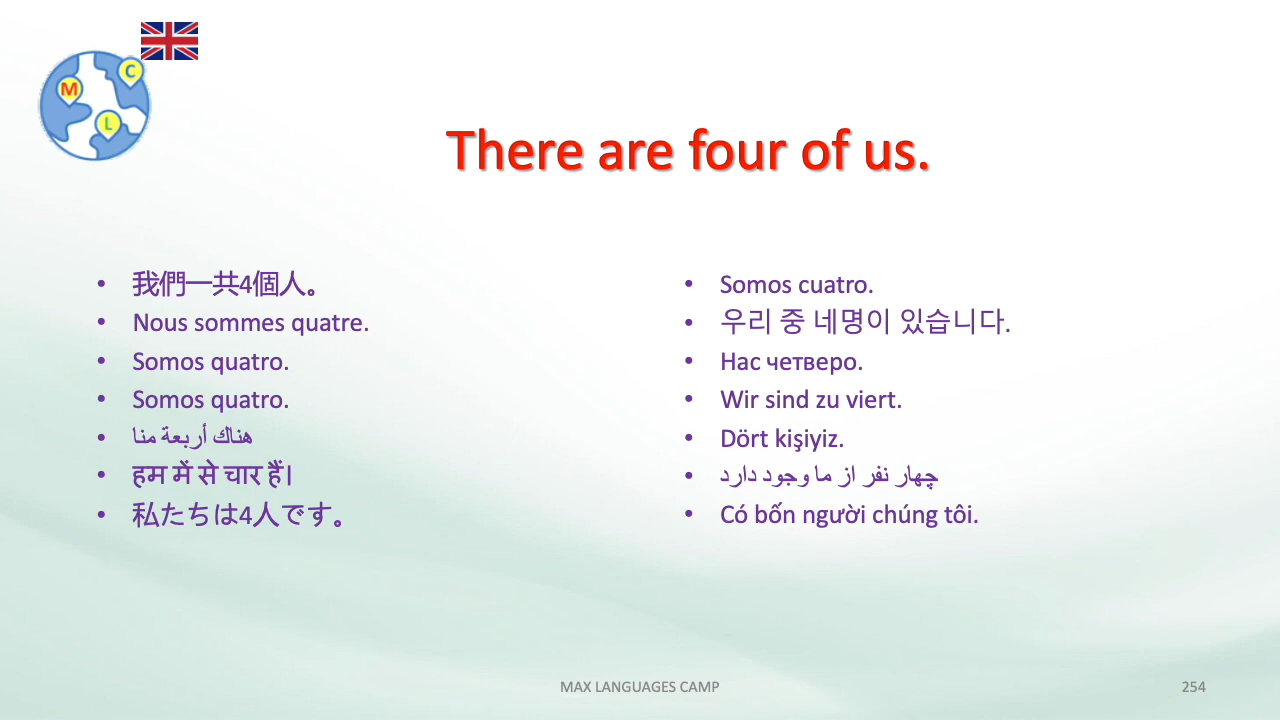 M
C
L
There are four of us.
• 我們一共4個人。
• Nous sommes quatre.
• Somos quatro.
• Somos quatro.
• هناك أربعة منا
• हम में से चार हैं।
• 私たちは4人です。
• Somos cuatro.
• 우리 중 네명이 있습니다.
• Нас четверо.
• Wir sind zu viert.
• Dört kişiyiz.
• چهار نفر از ما وجود دارد
• Có bốn người chúng tôi.
MAX LANGUAGES CAMP
254